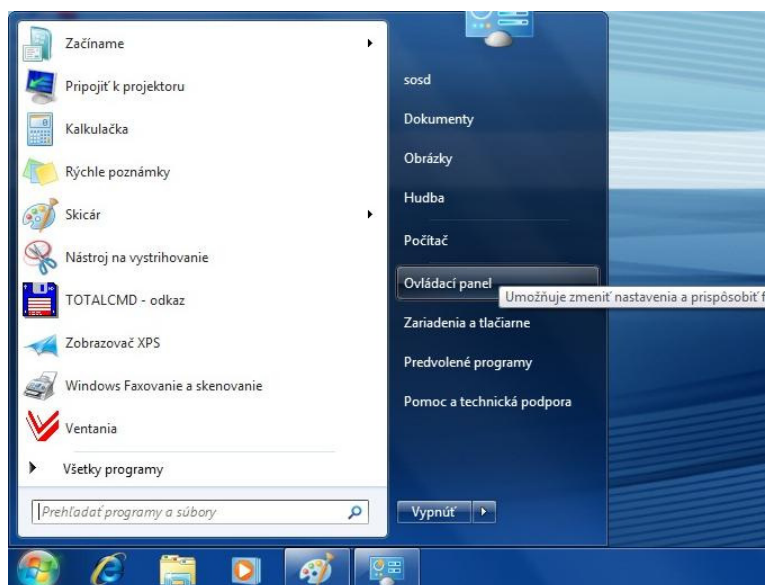 Začíname
Pripojiť k projektoru
Kalkulačka
Rýchle poznámky
Skicár
Nástroj na vystrihovanie
TOTALCMD - odkaz
Zobrazovač XPS
Windows Faxovanie a skenovanie
Ventania
Všetky programy
Prehľadať programy a súbory
sosd
Dokumenty
Obrázky
Hudba
Počítač
Ovládací panel
Umožňuje zmeniť nastavenia a prispôsobiť f
Zariadenia a tlačiarne
Predvolené programy
Pomoc a technická podpora
Vypnúť